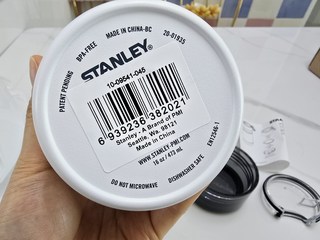 BPA-FREE
MADE IN CHINA-BC
20-01935
PATENT PENDING
STANLEY®
10-09541-045
6 939236 382021
Stanley - A Brand of PMI
Seattle, Wa. 98121
Made in China
WWW.STANLEY-PMI.COM
16 oz / 473 mL
DO NOT MICROWAVE
DISHWASHER SAFE
EN12546-1